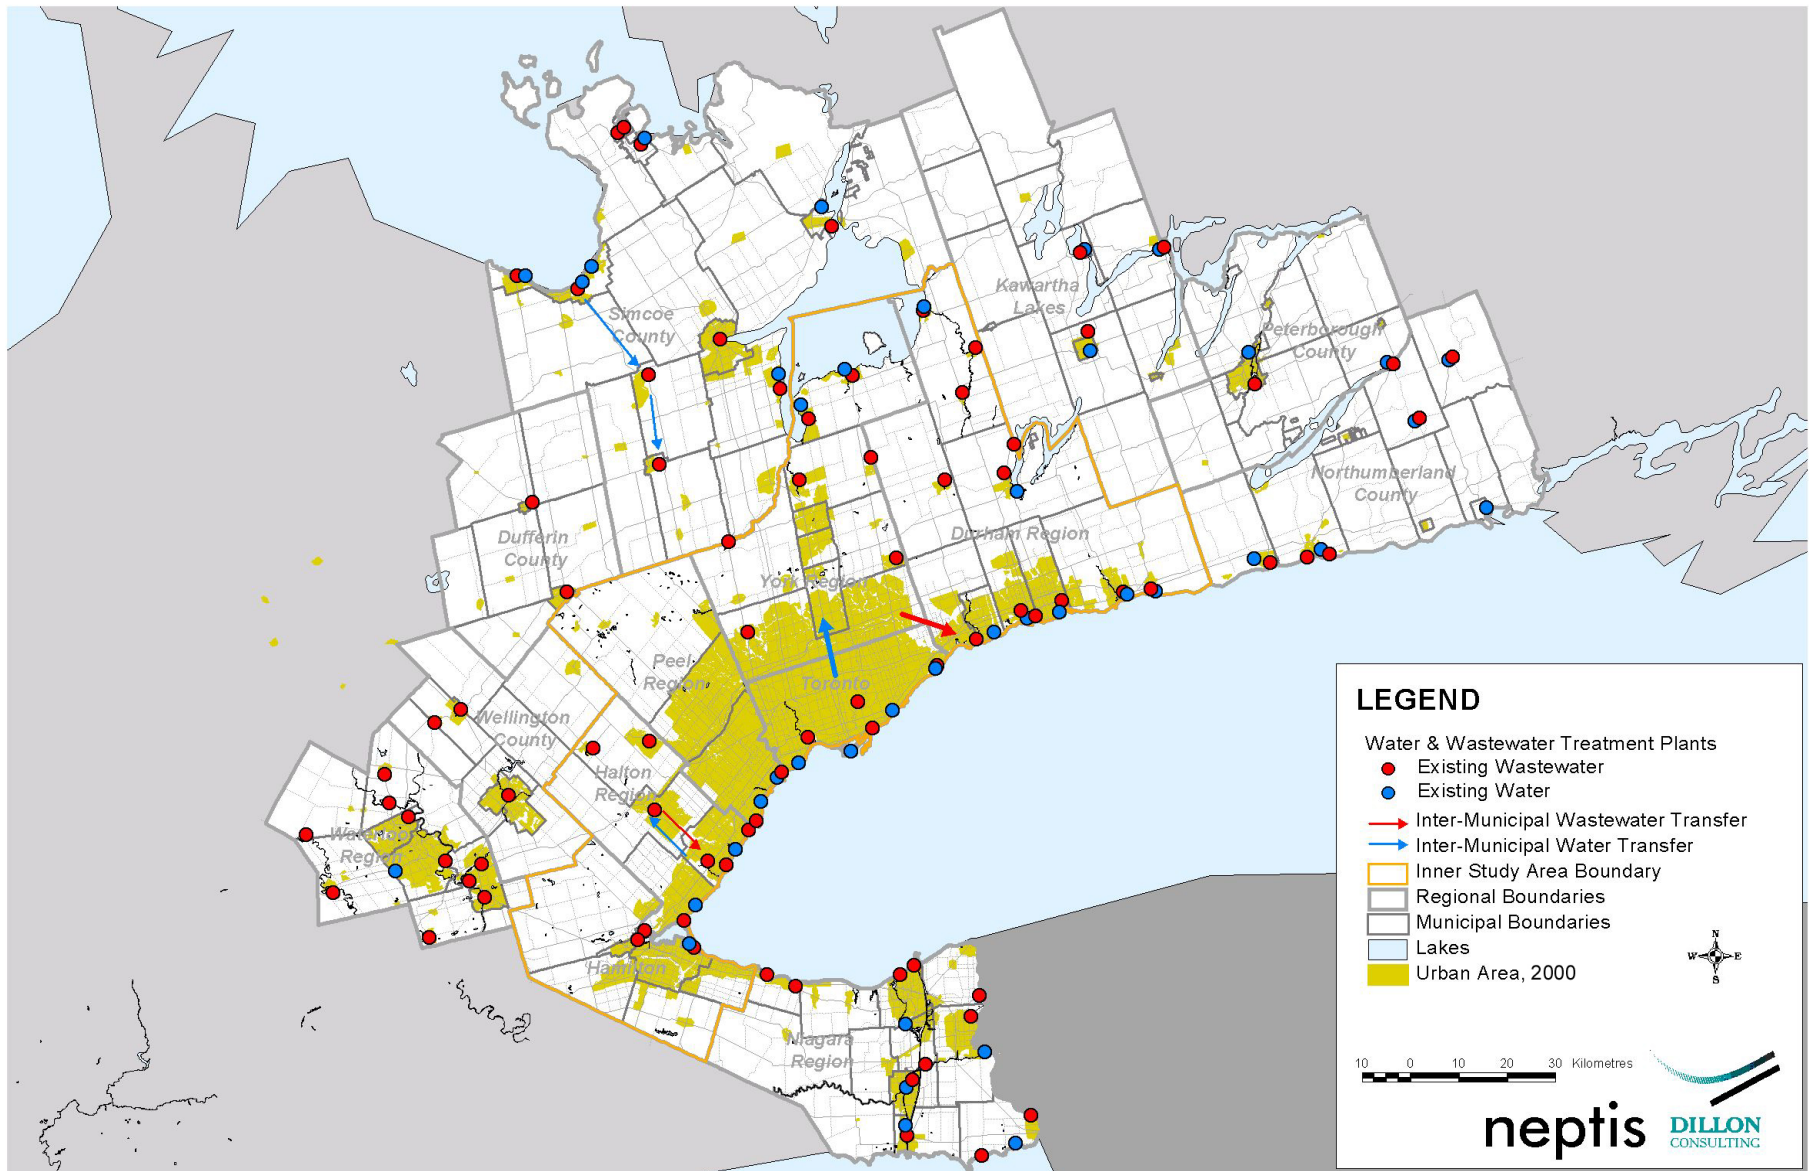 Simcoe
County
Kawartha
Lakes
Peterborough
County
Northumberland
County
Dufferin
County
Durham Region
York Region
Peel
Region
Toronto
Wellington
County
Halton
Region
Waterloo
Region
Hamilton
Niagara
Region
LEGEND
Water & Wastewater Treatment Plants
Existing Wastewater
Existing Water
Inter-Municipal Wastewater Transfer
Inter-Municipal Water Transfer
Inner Study Area Boundary
Regional Boundaries
Municipal Boundaries
Lakes
Urban Area, 2000
N
W E
S
10 0 10 20 30 Kilometres
neptis
DILLON
CONSULTING